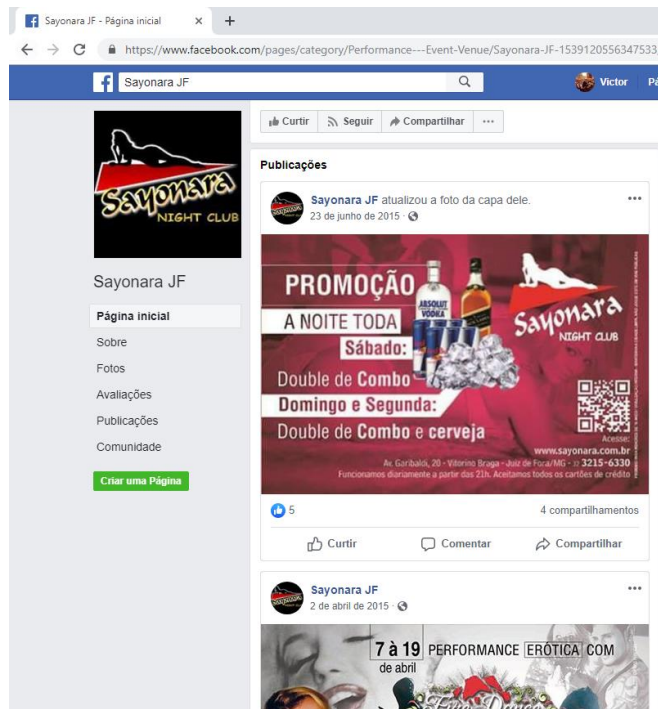 Sayonara JF - Página inicial
https://www.facebook.com/pages/category/Performance---Event-Venue/Sayonara-JF-1539120556347533
Sayonara JF
Victor
Sayonara
NIGHT CLUB
Sayonara JF
Página inicial
Sobre
Fotos
Avaliações
Publicações
Comunidade
Criar uma Página
Curtir
Seguir
Compartilhar
Publicações
Sayonara JF atualizou a foto da capa dele.
23 de junho de 2015
PROMOÇÃO
A NOITE TODA
Sábado:
Double de Combo
Domingo e Segunda:
Double de Combo e cerveja
ABSOLUT
VODKA
Sayonara
NIGHT CLUB
Acesse:
www.sayonara.com.br
Av. Garibaldi, 20 - Vitorino Braga - Juiz de Fora/MG - 32 3215-6330
Funcionamos diariamente a partir das 21h. Aceitamos todos os cartões de crédito
5
4 compartilhamentos
Curtir
Comentar
Compartilhar
Sayonara JF
2 de abril de 2015
7 à 19 PERFORMANCE ERÓTICA COM
de abril